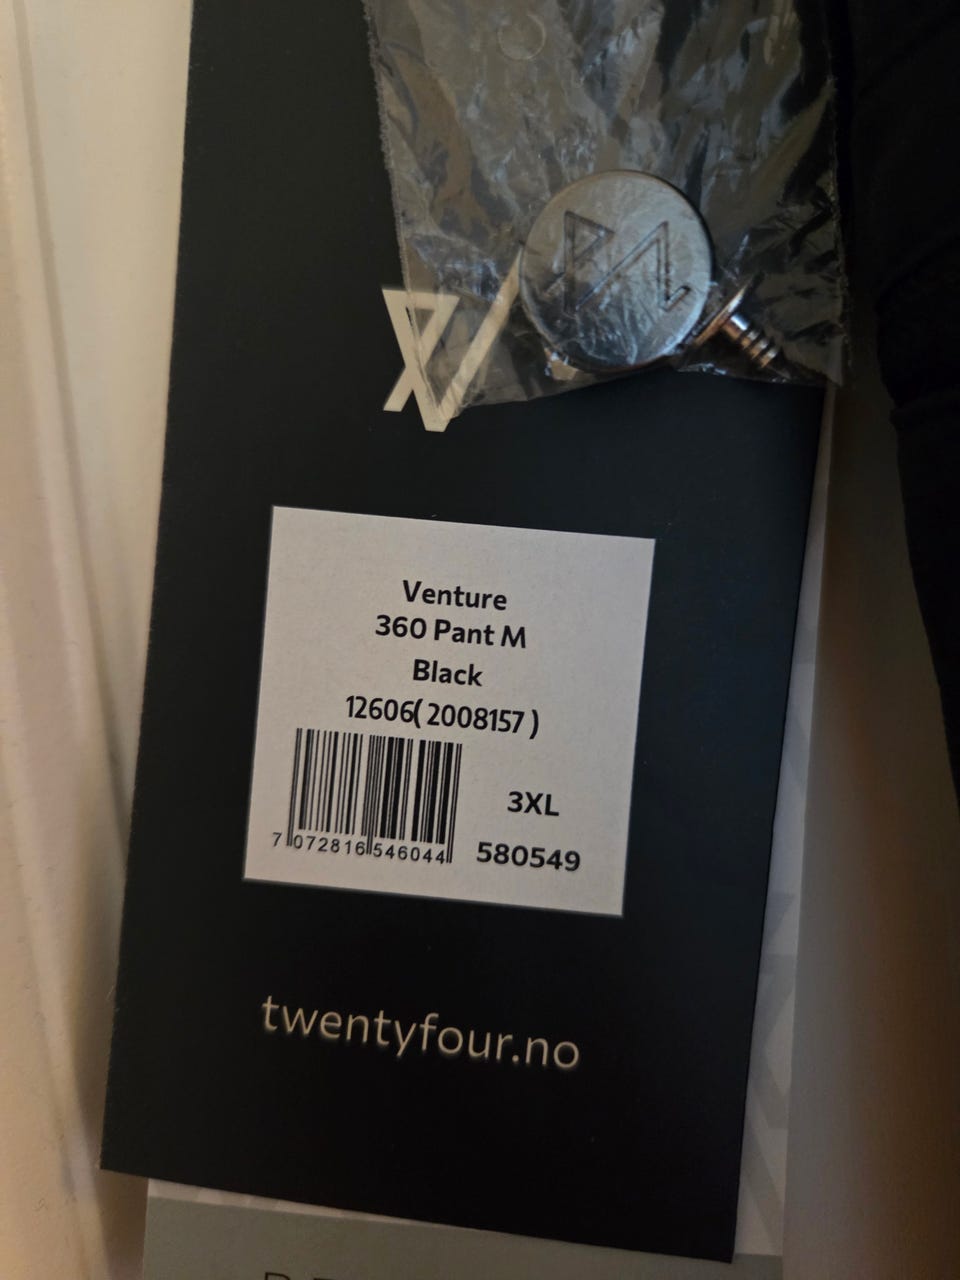 Venture
360 Pant M
Black
12606( 2008157 )
3XL
7 072816 546044
580549
twentyfour.no